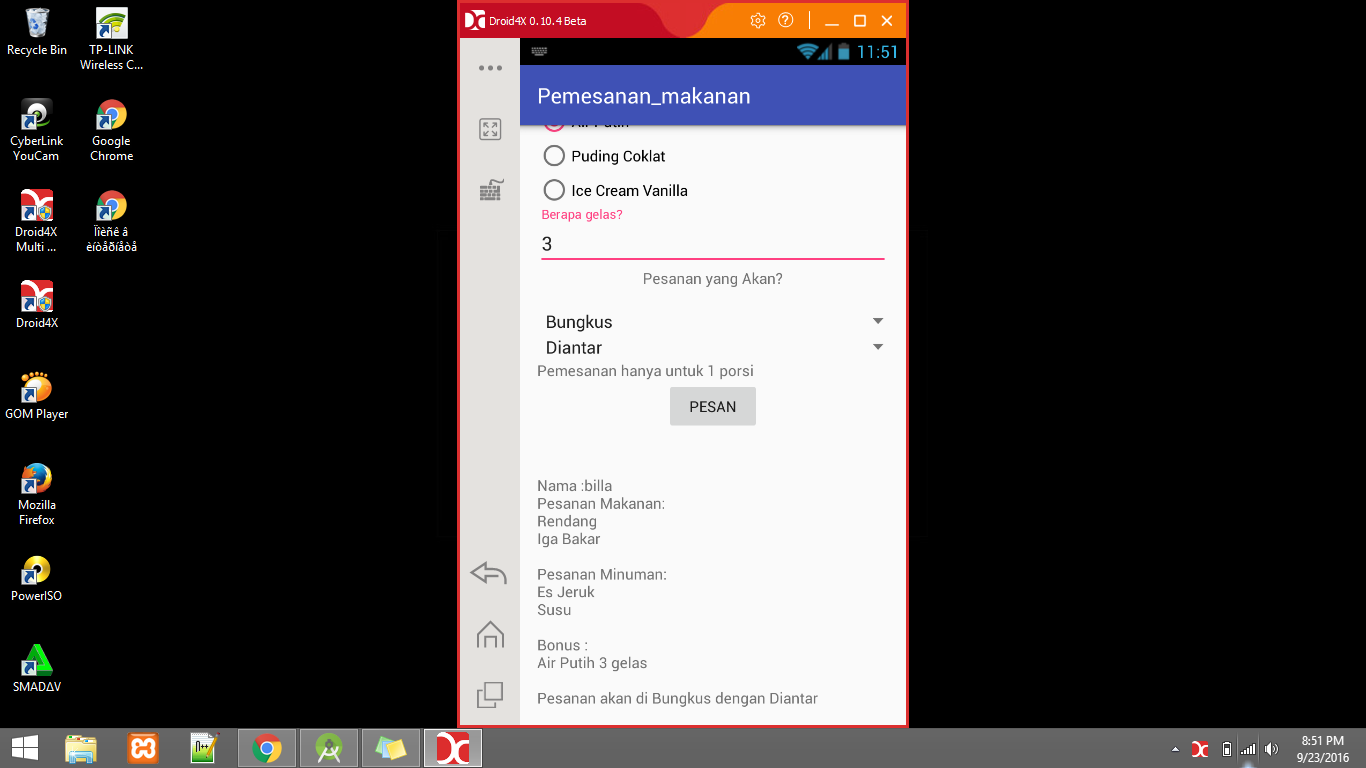 Recycle Bin
TP-LINK
Wireless C...
CyberLink
YouCam
Google
Chrome
Droid4X
Multi ...
Ïîèñê â
èíòåðíåòå
Droid4X
GOM Player
Mozilla
Firefox
PowerISO
SMADΔV
Droid4X 0.10.4 Beta
11:51
Pemesanan_makanan
Air Putih
Puding Coklat
Ice Cream Vanilla
Berapa gelas?
3
Pesanan yang Akan?
Bungkus
Diantar
Pemesanan hanya untuk 1 porsi
PESAN
Nama :billa
Pesanan Makanan:
Rendang
Iga Bakar
Pesanan Minuman:
Es Jeruk
Susu
Bonus :
Air Putih 3 gelas
Pesanan akan di Bungkus dengan Diantar
8:51 PM
9/23/2016